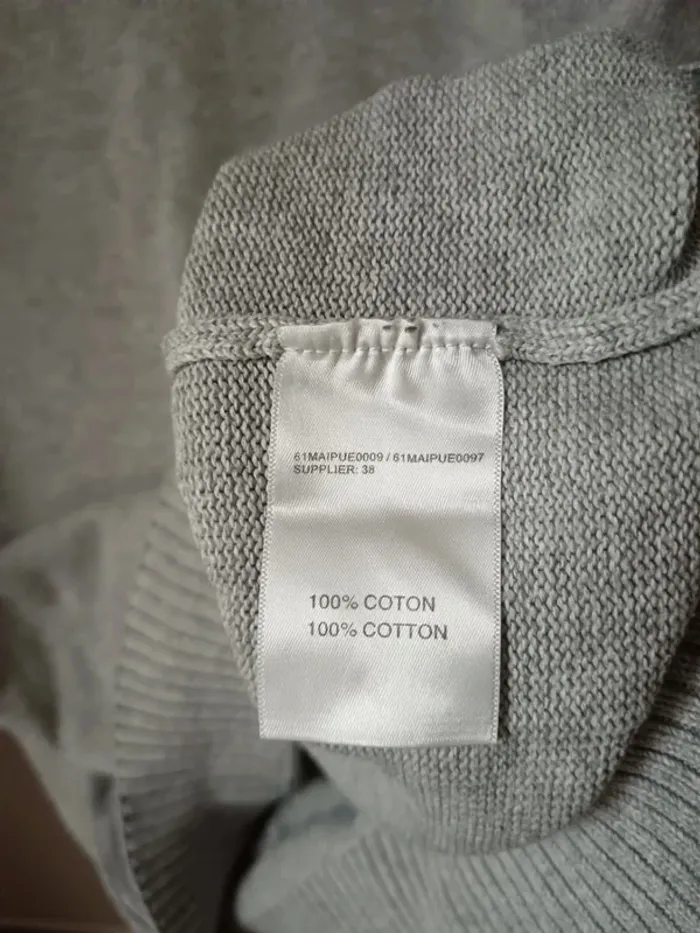 61MAIPUE0009 / 61MAIPUE0097
SUPPLIER: 38
100% COTON
100% COTTON